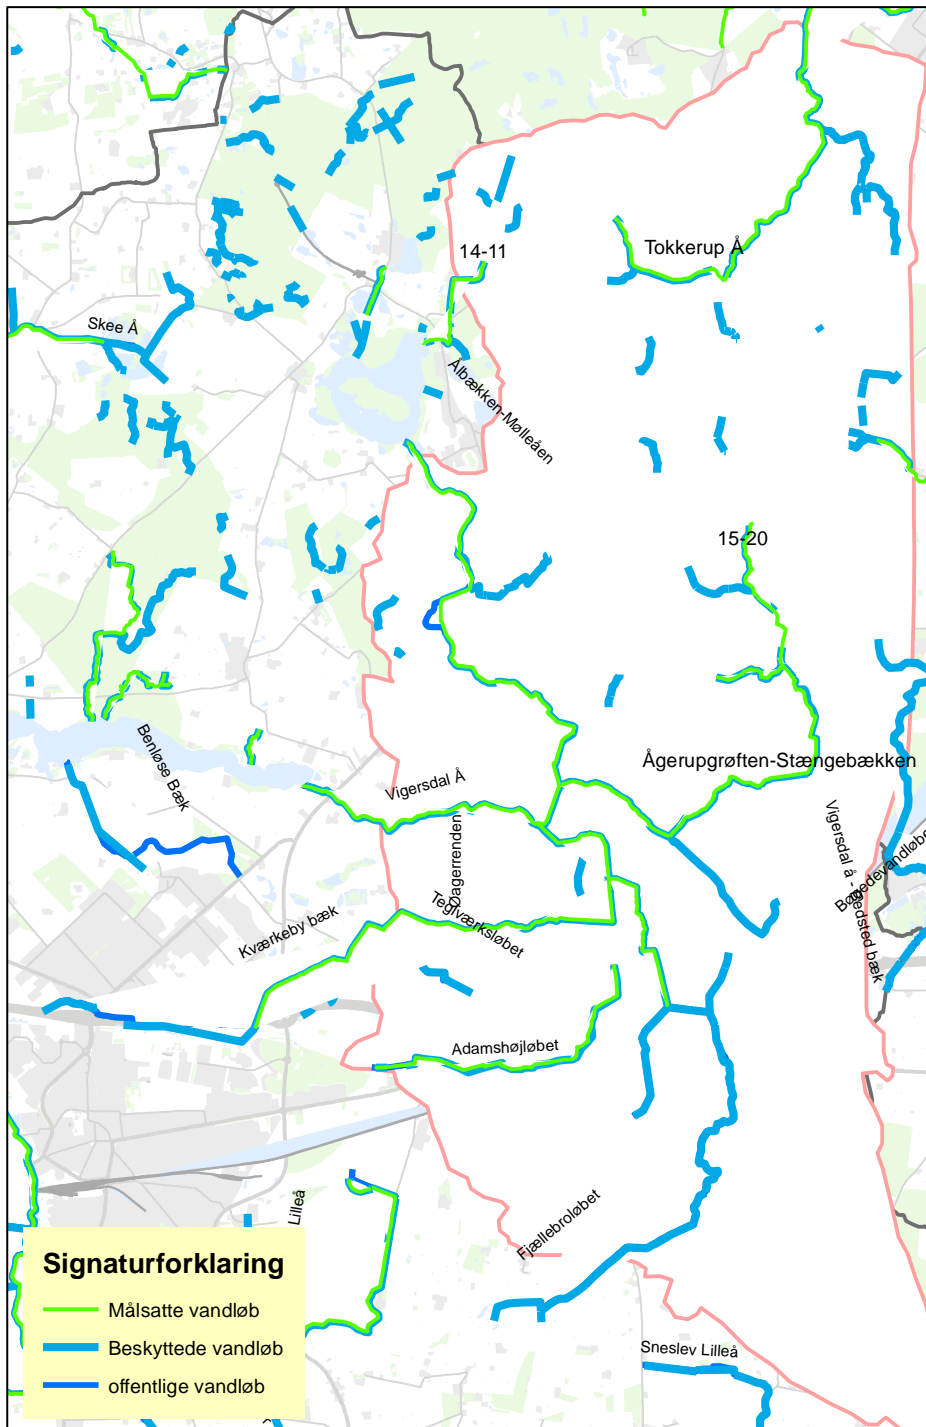 14-11
Tokkerup Å
Skee Å
Ålbækken-Mølleåen
15-20
Benløse Bæk
Vigersdal Å
Ågerupgrøften-Stængebækken
Dagerrenden
Vigersdal å - Bedsted bæk
Teglværksløbet
Kværkeby bæk
Adamshøjløbet
Lilleå
Fjællebroløbet
Sneslev Lilleå
Signaturforklaring
Målsatte vandløb
Beskyttede vandløb
offentlige vandløb